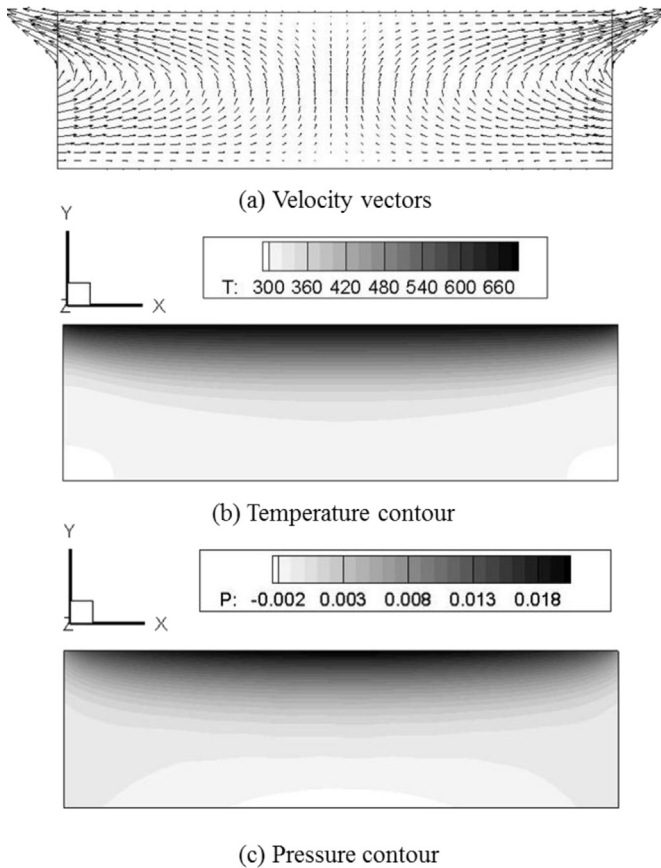 (a) Velocity vectors
Y
Z X
T: 300 360 420 480 540 600 660
(b) Temperature contour
Y
Z X
P: -0.002 0.003 0.008 0.013 0.018
(c) Pressure contour